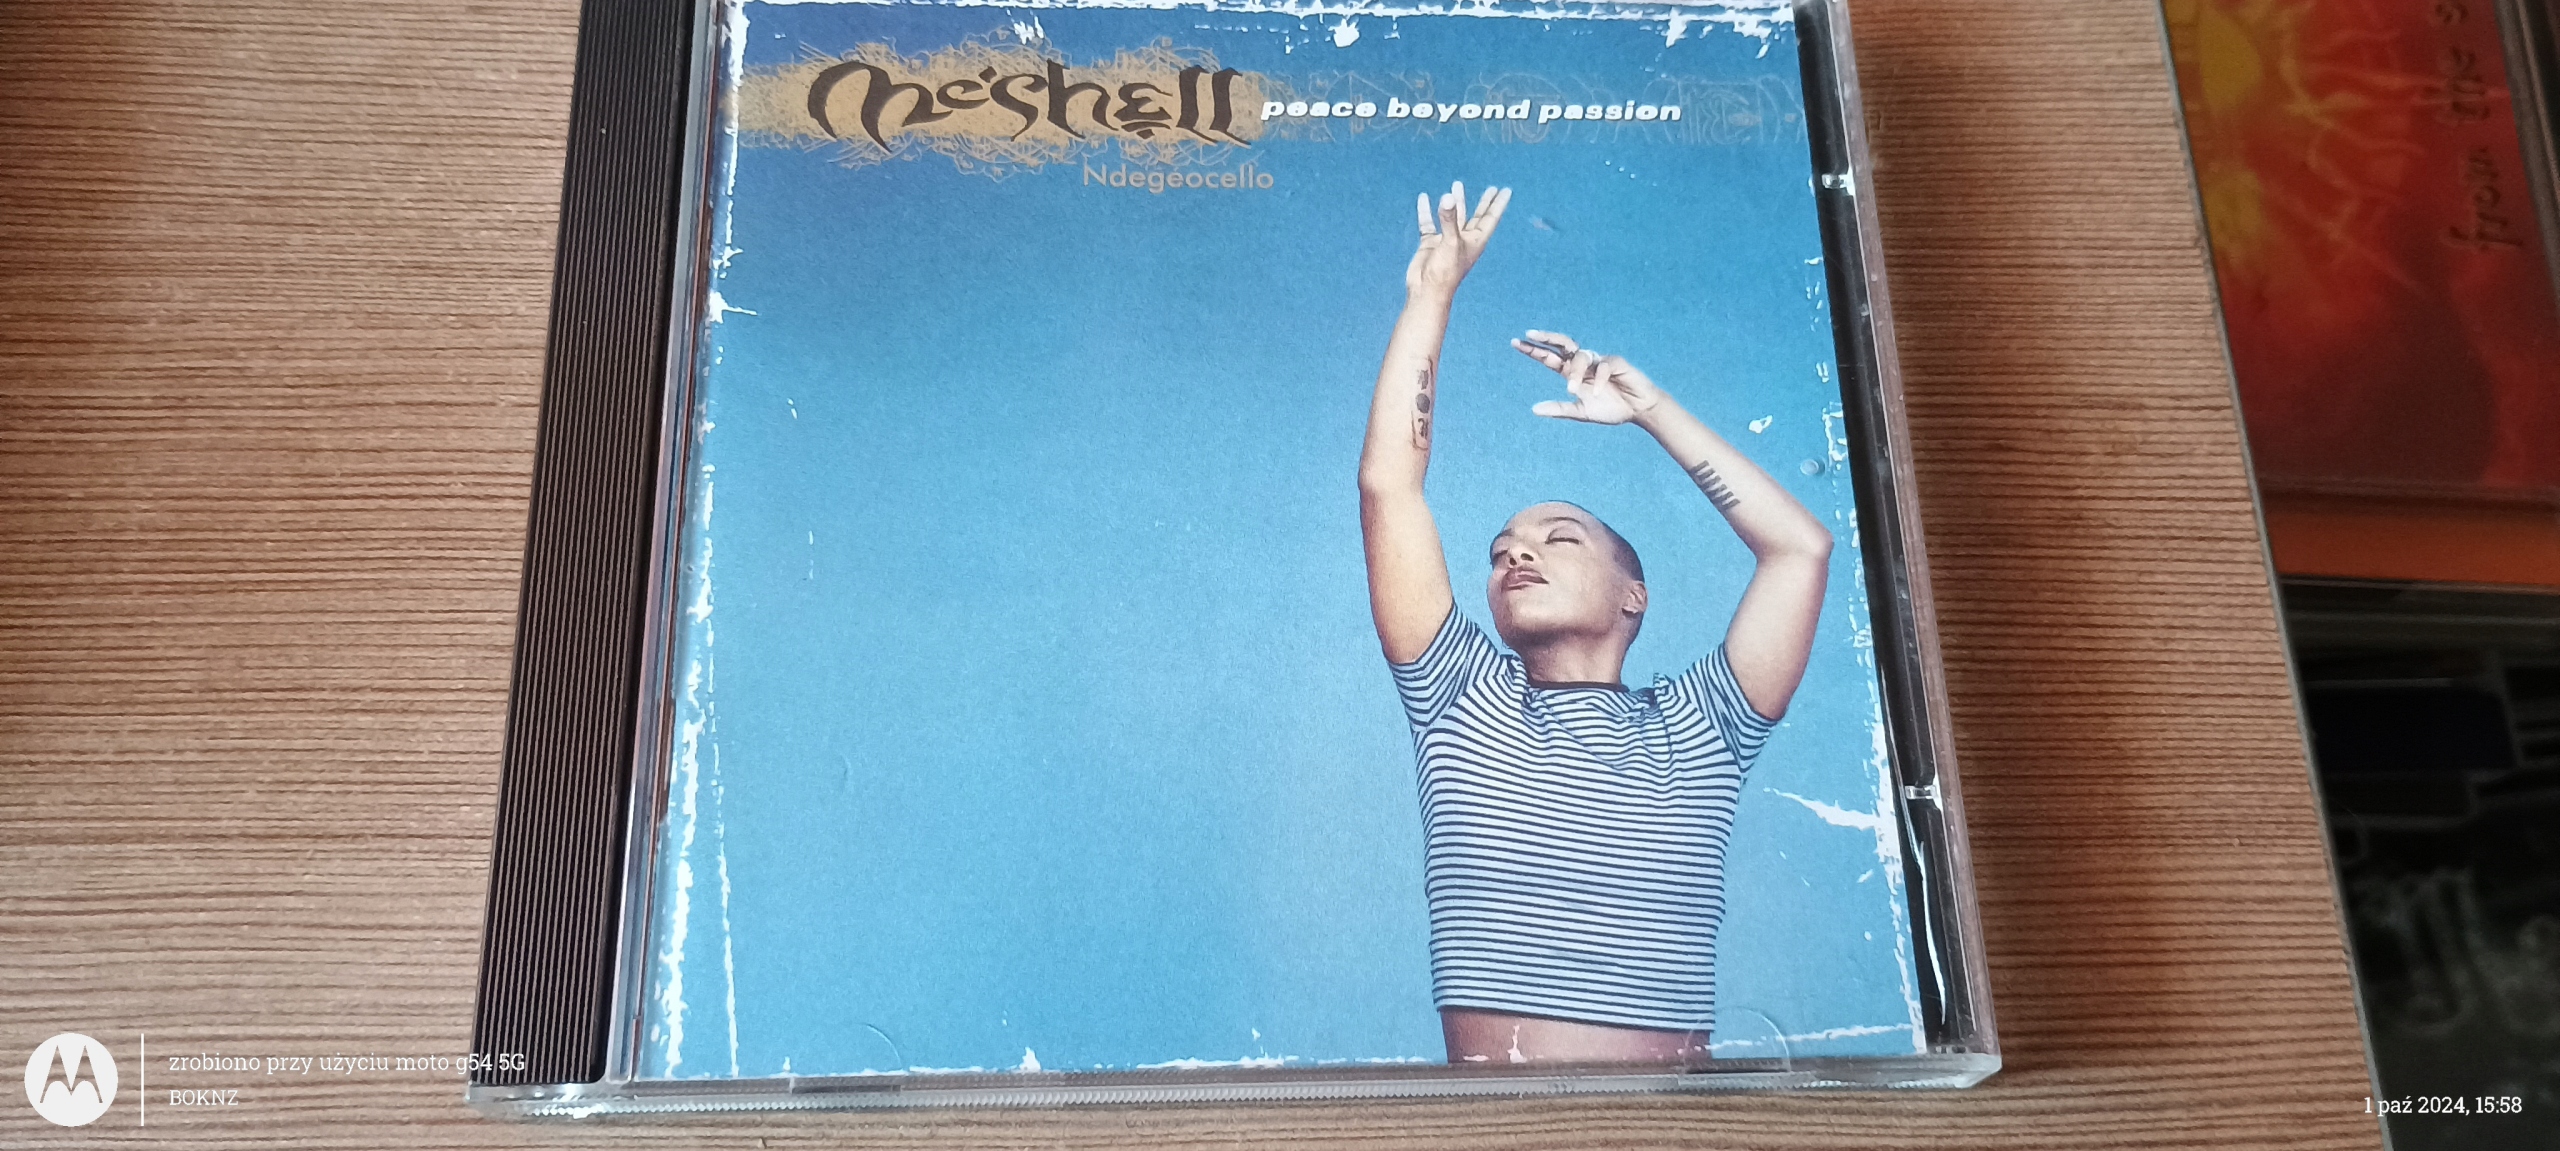 Me'shell peace beyond passion
Ndegéocello
from the s
zrobiono przy użyciu moto g54 5G
BOKNZ
1 paź 2024, 15:58